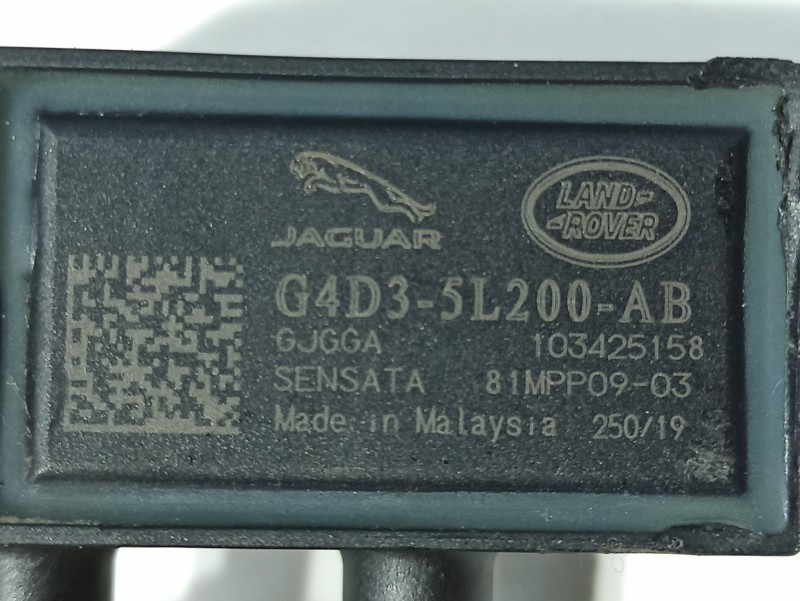 JAGUAR
LAND-
-ROVER
G4D3-5L200-AB
GJGGA 103425158
SENSATA 81MPP09-03
Made in Malaysia 250/19